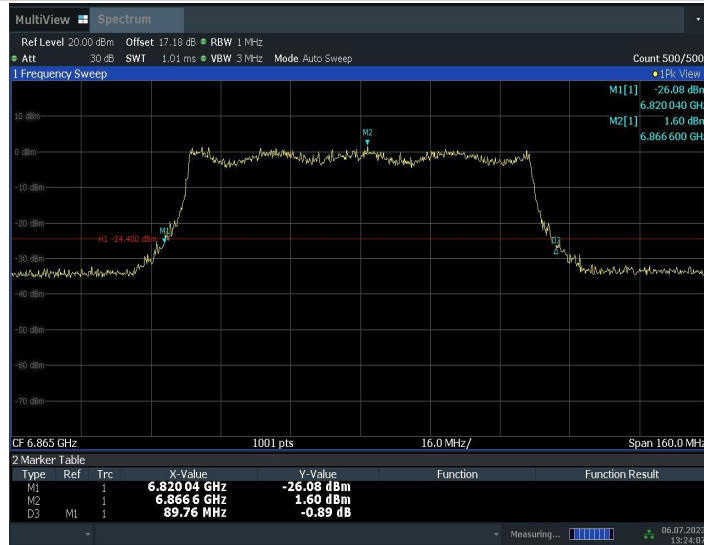 MultiView Spectrum
Ref Level 20.00 dBm Offset 17.18 dB RBW 1 MHz
Att 30 dB SWT 1.01 ms VBW 3 MHz Mode Auto Sweep Count 500/500
1 Frequency Sweep 1Pk View
M1[1] -26.08 dBm
6.820 040 GHz
10 dBm
M2[1] 1.60 dBm
M2
6.866 600 GHz
0 dBm
-10 dBm
-20 dBm
M1
H1 -24.400 dBm
D3
-30 dBm
-40 dBm
-50 dBm
-60 dBm
-70 dBm
CF 6.865 GHz 1001 pts 16.0 MHz/ Span 160.0 MHz
2 Marker Table
Type Ref Trc X-Value Y-Value Function Function Result
M1 1 6.820 04 GHz -26.08 dBm
M2 1 6.866 6 GHz 1.60 dBm
D3 M1 1 89.76 MHz -0.89 dB
Measuring... 06.07.2023
13:24:07